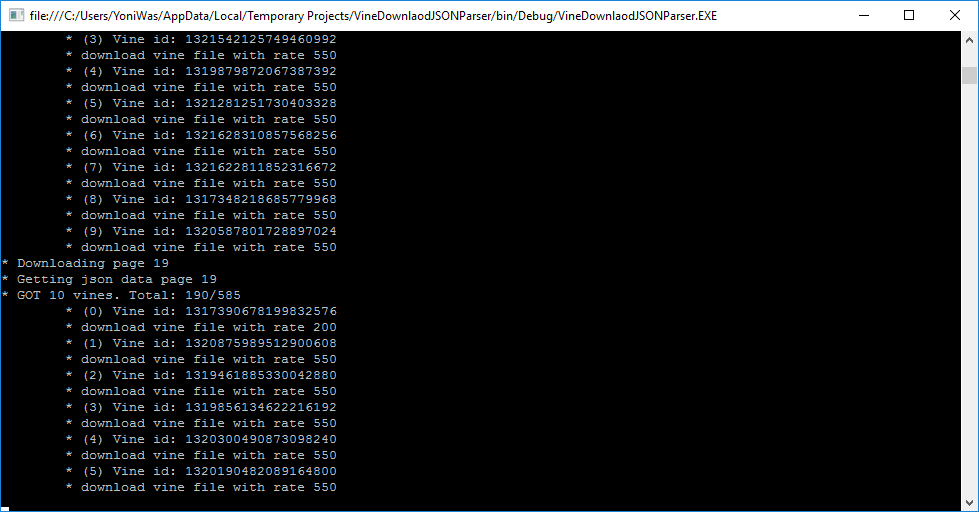 file:///C:/Users/YoniWas/AppData/Local/Temporary Projects/VineDownlaodJSONParser/bin/Debug/VineDownlaodJSONParser.EXE
* (3) Vine id: 1321542125749460992
* download vine file with rate 550
* (4) Vine id: 1319879872067387392
* download vine file with rate 550
* (5) Vine id: 1321281251730403328
* download vine file with rate 550
* (6) Vine id: 1321628310857568256
* download vine file with rate 550
* (7) Vine id: 1321622811852316672
* download vine file with rate 550
* (8) Vine id: 1317348218685779968
* download vine file with rate 550
* (9) Vine id: 1320587801728897024
* download vine file with rate 550
* Downloading page 19
* Getting json data page 19
* GOT 10 vines. Total: 190/585
* (0) Vine id: 1317390678199832576
* download vine file with rate 200
* (1) Vine id: 1320875989512900608
* download vine file with rate 550
* (2) Vine id: 1319461885330042880
* download vine file with rate 550
* (3) Vine id: 1319856134622216192
* download vine file with rate 550
* (4) Vine id: 1320300490873098240
* download vine file with rate 550
* (5) Vine id: 1320190482089164800
* download vine file with rate 550